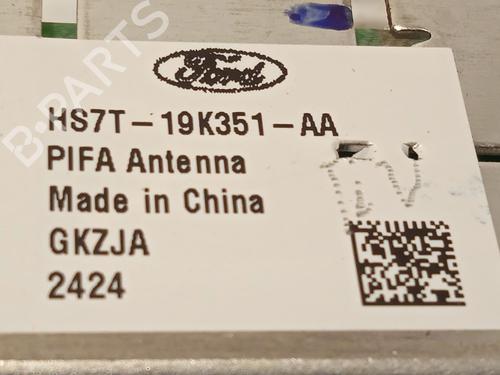 Ford
HS7T-19K351-AA
PIFA Antenna
Made in China
GKZJA
2424
B-PARTS